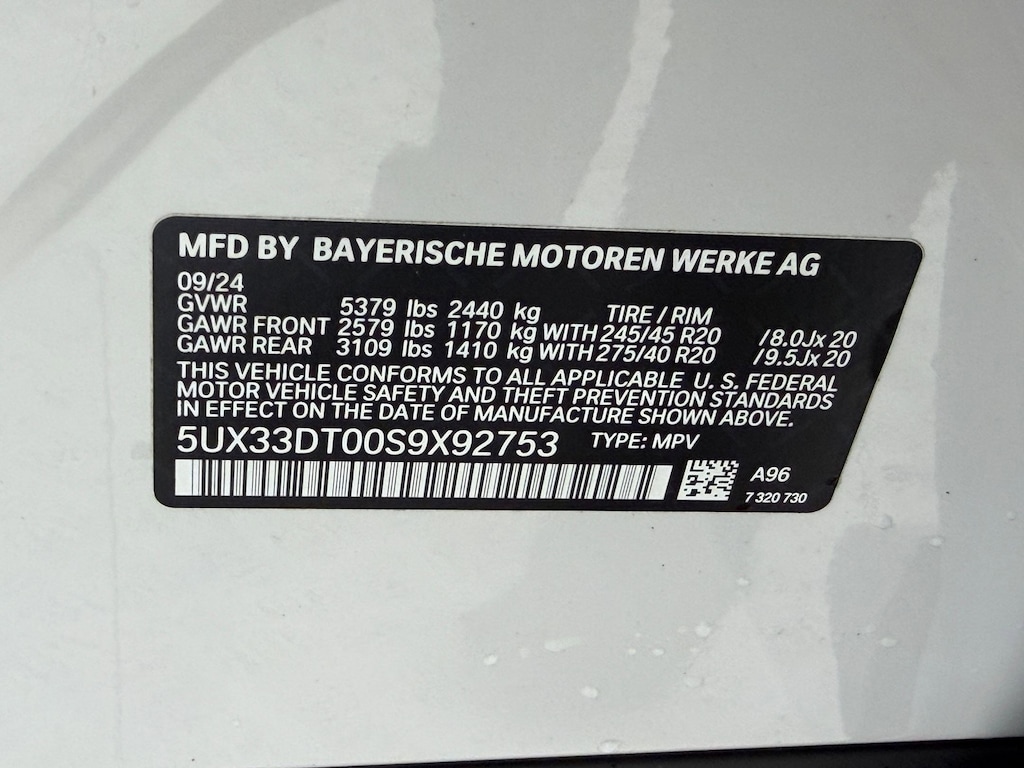 MFD BY BAYERISCHE MOTOREN WERKE AG
09/24
GVWR 5379 lbs 2440 kg TIRE / RIM
GAWR FRONT 2579 lbs 1170 kg WITH 245/45 R20 /8.0Jx 20
GAWR REAR 3109 lbs 1410 kg WITH 275/40 R20 /9.5Jx 20
THIS VEHICLE CONFORMS TO ALL APPLICABLE U. S. FEDERAL
MOTOR VEHICLE SAFETY AND THEFT PREVENTION STANDARDS
IN EFFECT ON THE DATE OF MANUFACTURE SHOWN ABOVE.
5UX33DT00S9X92753 TYPE: MPV
A96
7 320 730